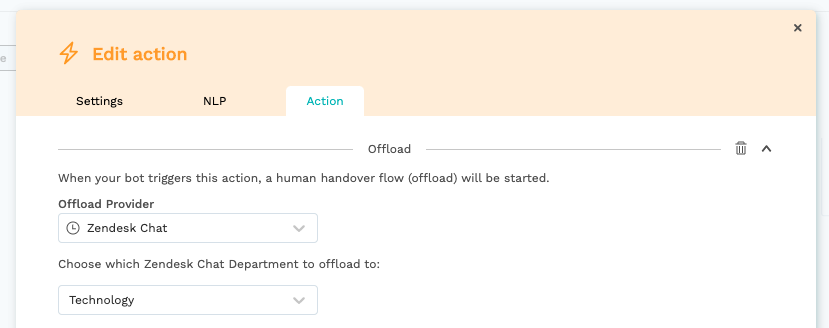 e
Edit action
Settings NLP Action
Offload
When your bot triggers this action, a human handover flow (offload) will be started.
Offload Provider
Zendesk Chat
Choose which Zendesk Chat Department to offload to:
Technology